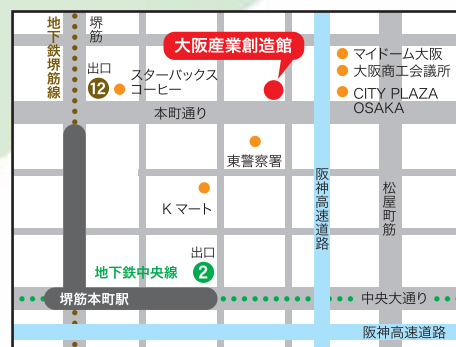 地下鉄堺筋線
堺筋
大阪産業創造館
出口
12
スターバックス
コーヒー
マイドーム大阪
大阪商工会議所
CITY PLAZA
OSAKA
本町通り
東警察署
Kマート
阪神高速道路
松屋町筋
出口
2
地下鉄中央線
堺筋本町駅
中央大通り
阪神高速道路